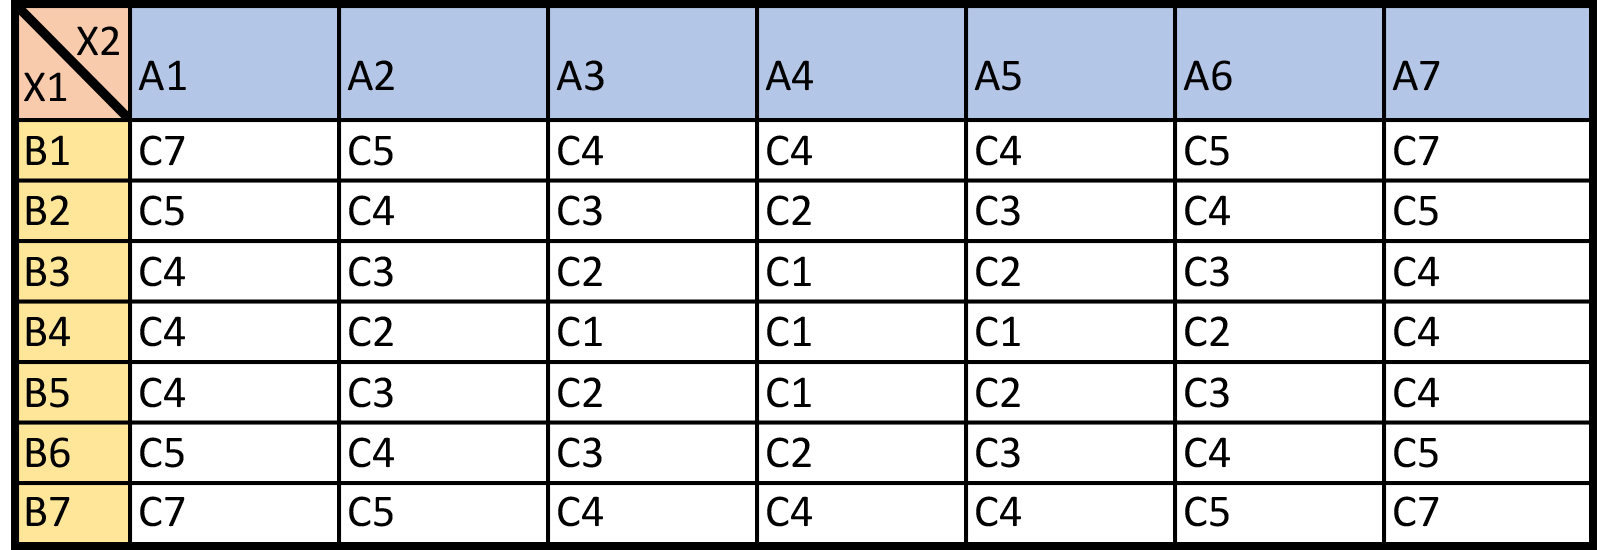 X2
X1 A1 A2 A3 A4 A5 A6 A7
B1 C7 C5 C4 C4 C4 C5 C7
B2 C5 C4 C3 C2 C3 C4 C5
B3 C4 C3 C2 C1 C2 C3 C4
B4 C4 C2 C1 C1 C1 C2 C4
B5 C4 C3 C2 C1 C2 C3 C4
B6 C5 C4 C3 C2 C3 C4 C5
B7 C7 C5 C4 C4 C4 C5 C7